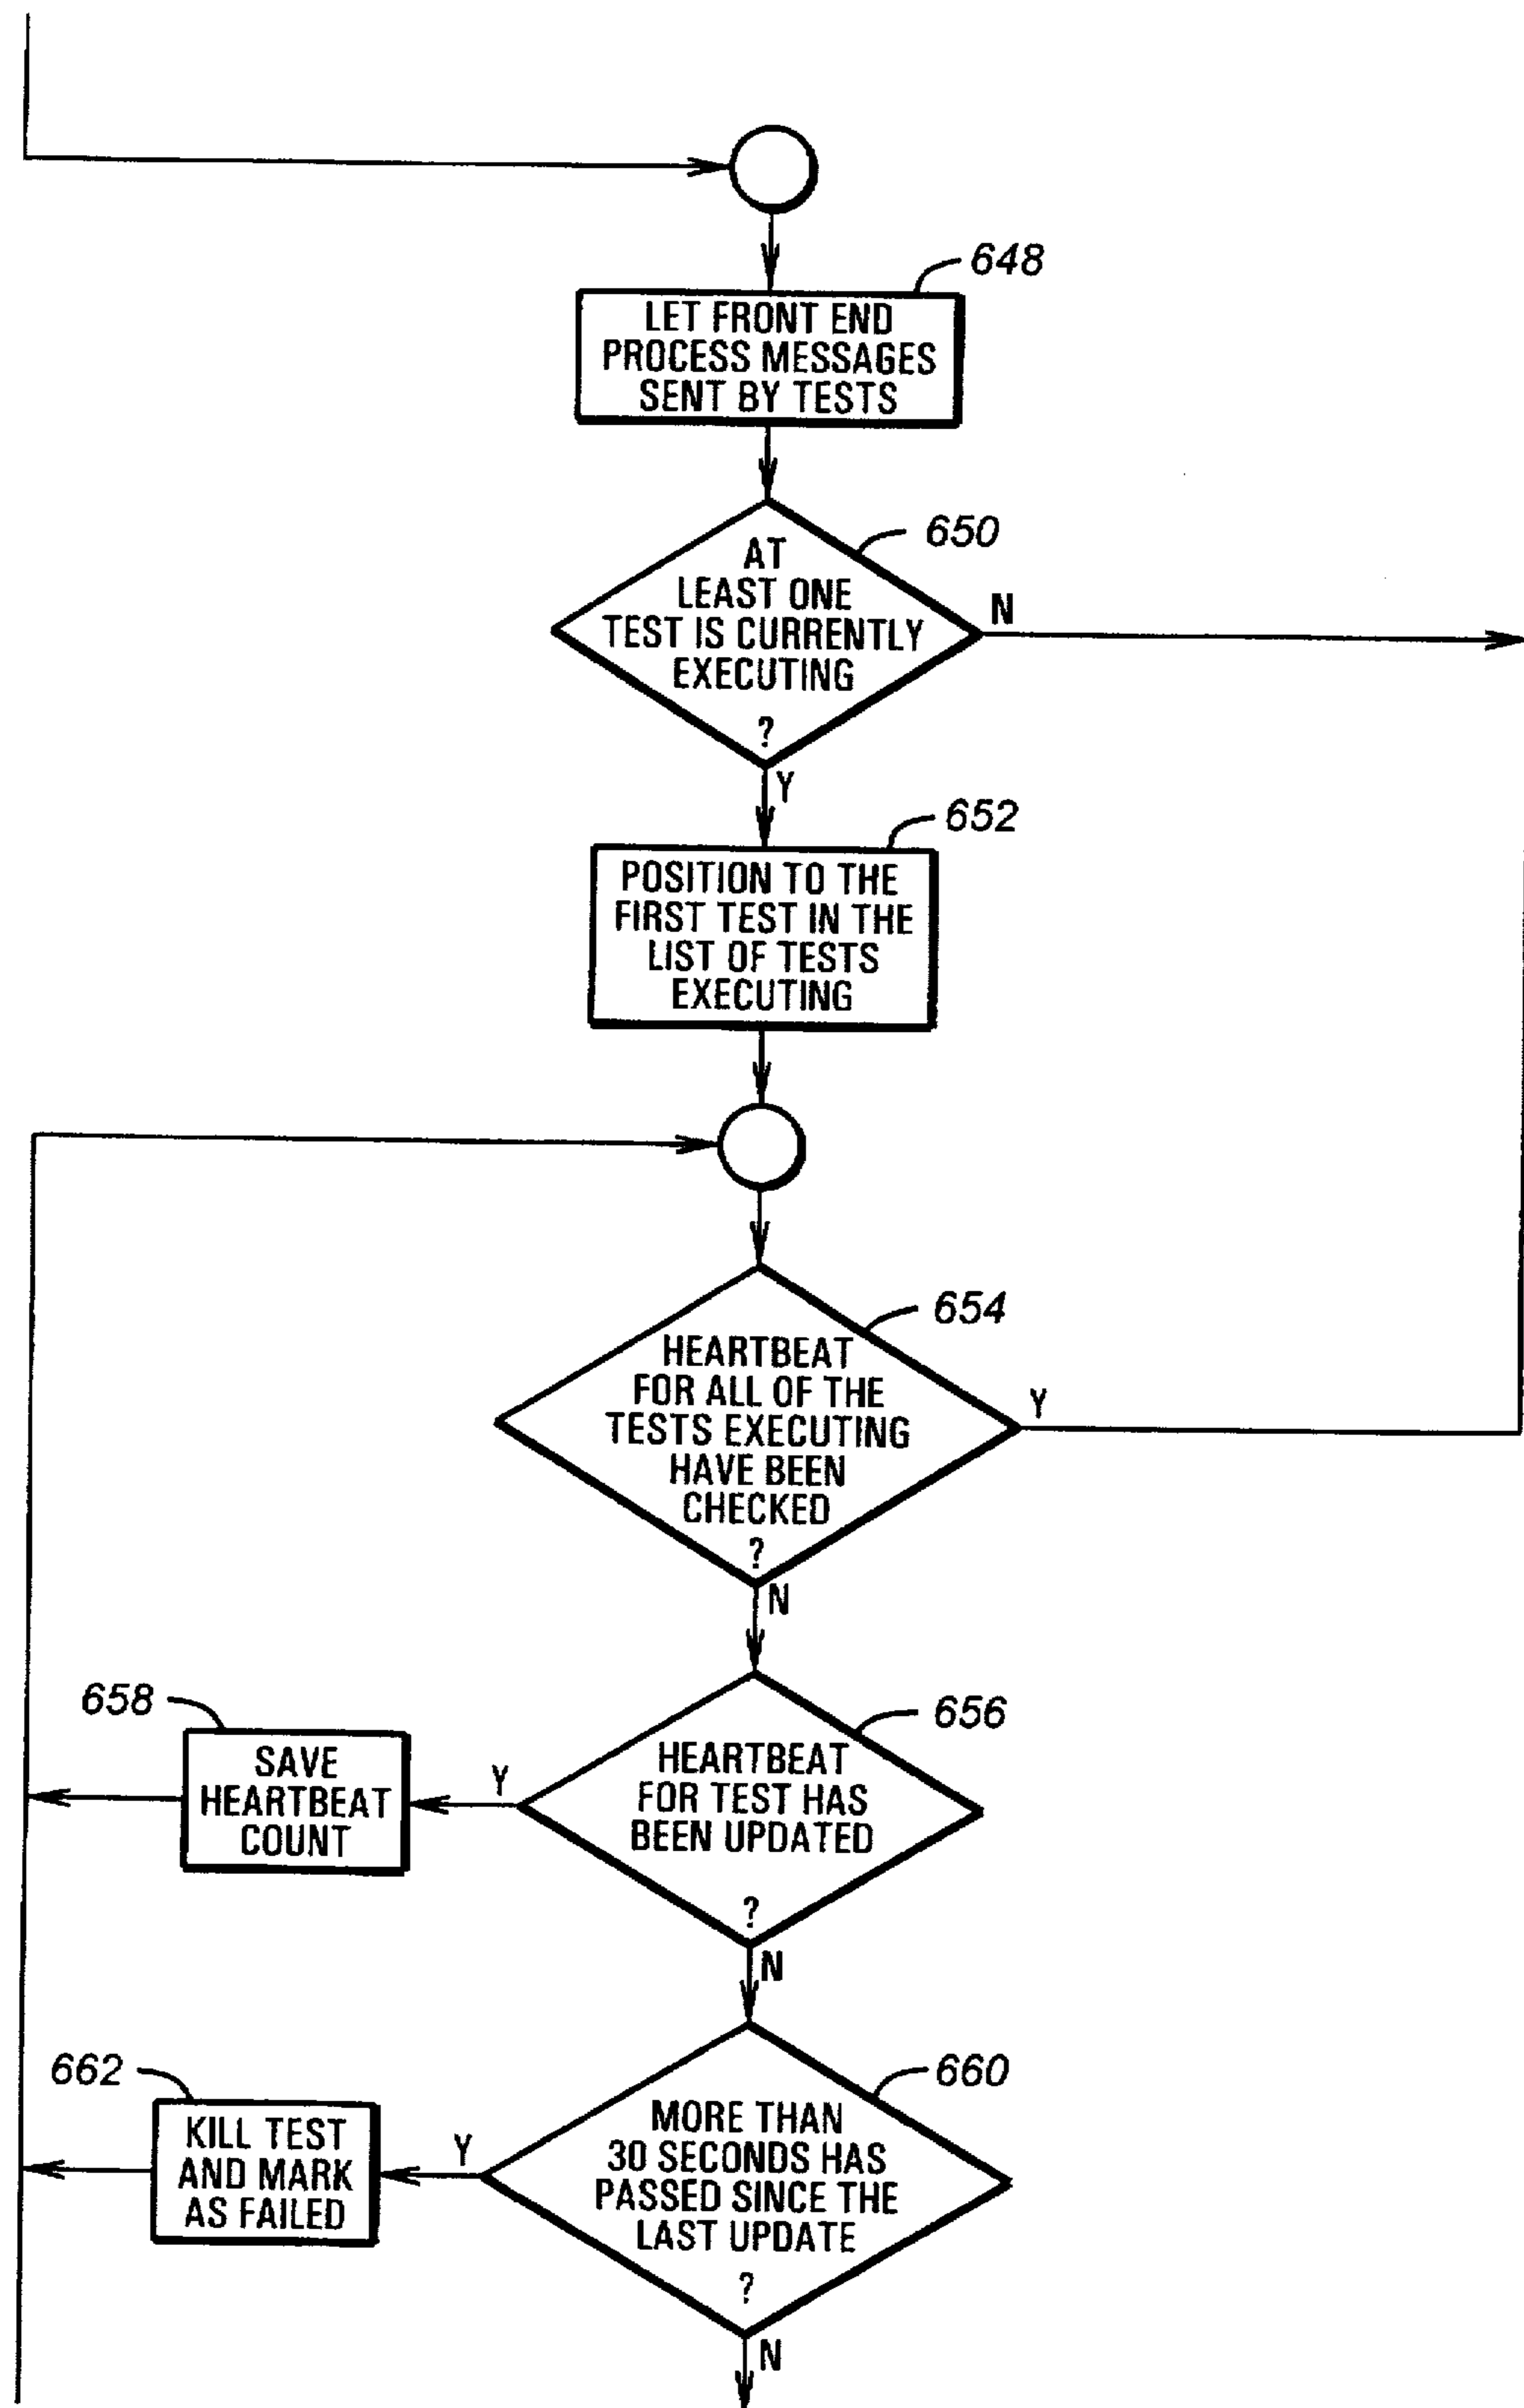 648
LET FRONT END
PROCESS MESSAGES
SENT BY TESTS
650
AT
LEAST ONE
TEST IS CURRENTLY
EXECUTING
?
N
Y
652
POSITION TO THE
FIRST TEST IN THE
LIST OF TESTS
EXECUTING
654
HEARTBEAT
FOR ALL OF THE
TESTS EXECUTING
HAVE BEEN
CHECKED
?
Y
N
658
SAVE
HEARTBEAT
COUNT
Y
656
HEARTBEAT
FOR TEST HAS
BEEN UPDATED
?
N
662
KILL TEST
AND MARK
AS FAILED
Y
660
MORE THAN
30 SECONDS HAS
PASSED SINCE THE
LAST UPDATE
?
N